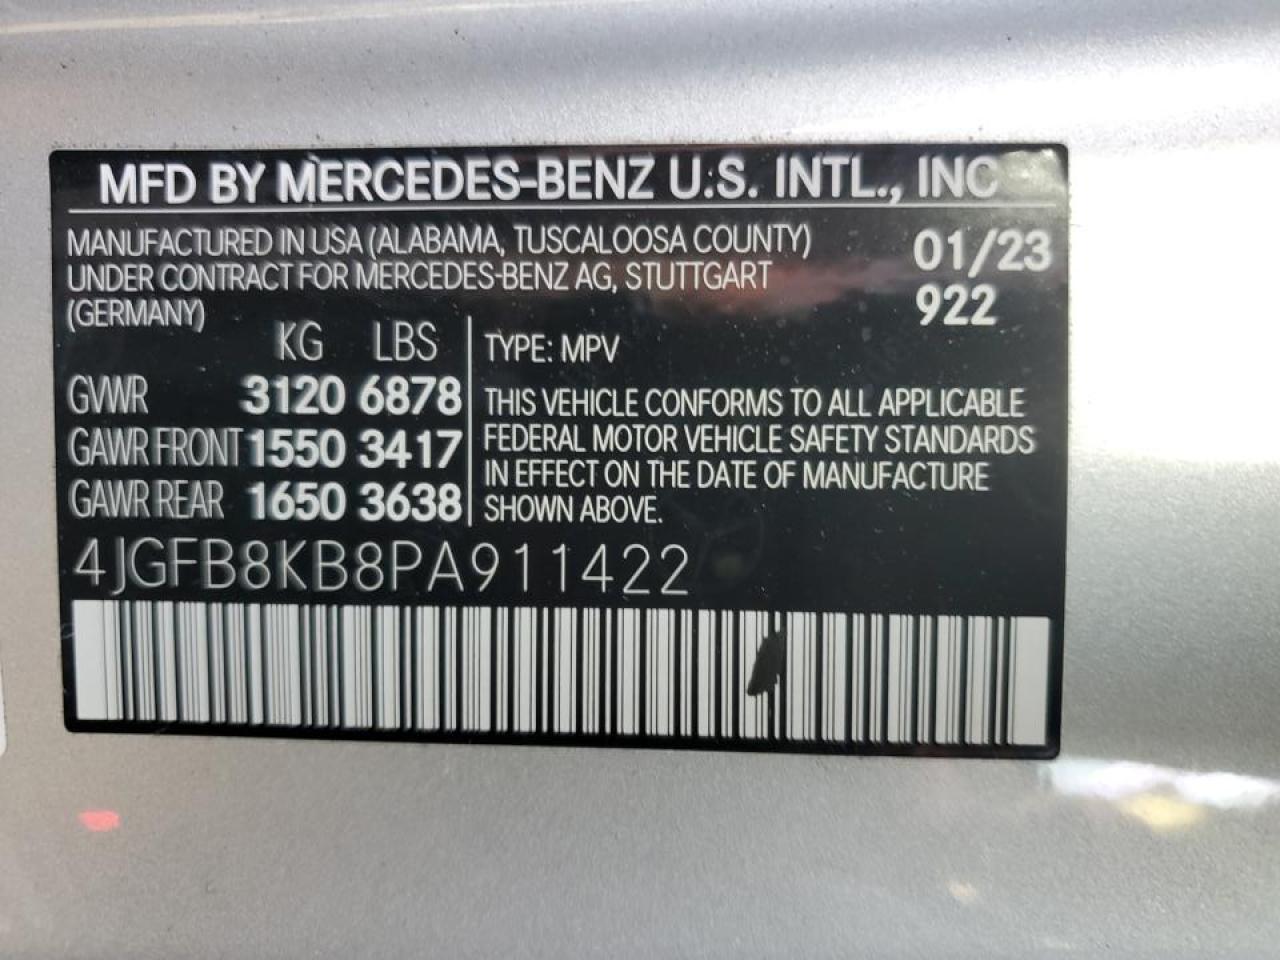 MFD BY MERCEDES-BENZ U.S. INTL., INC
MANUFACTURED IN USA (ALABAMA, TUSCALOOSA COUNTY) 01/23
UNDER CONTRACT FOR MERCEDES-BENZ AG, STUTTGART 922
(GERMANY)
KG LBS
GVWR 3120 6878
GAWR FRONT 1550 3417
GAWR REAR 1650 3638
TYPE: MPV
THIS VEHICLE CONFORMS TO ALL APPLICABLE
FEDERAL MOTOR VEHICLE SAFETY STANDARDS
IN EFFECT ON THE DATE OF MANUFACTURE
SHOWN ABOVE.
4JGFB8KB8PA911422